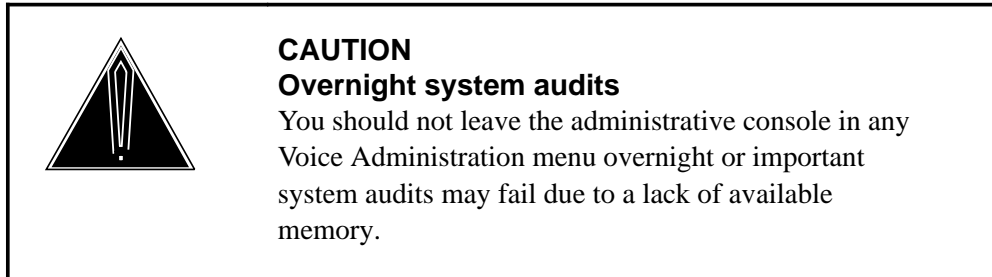 CAUTION
Overnight system audits
You should not leave the administrative console in any
Voice Administration menu overnight or important
system audits may fail due to a lack of available
memory.